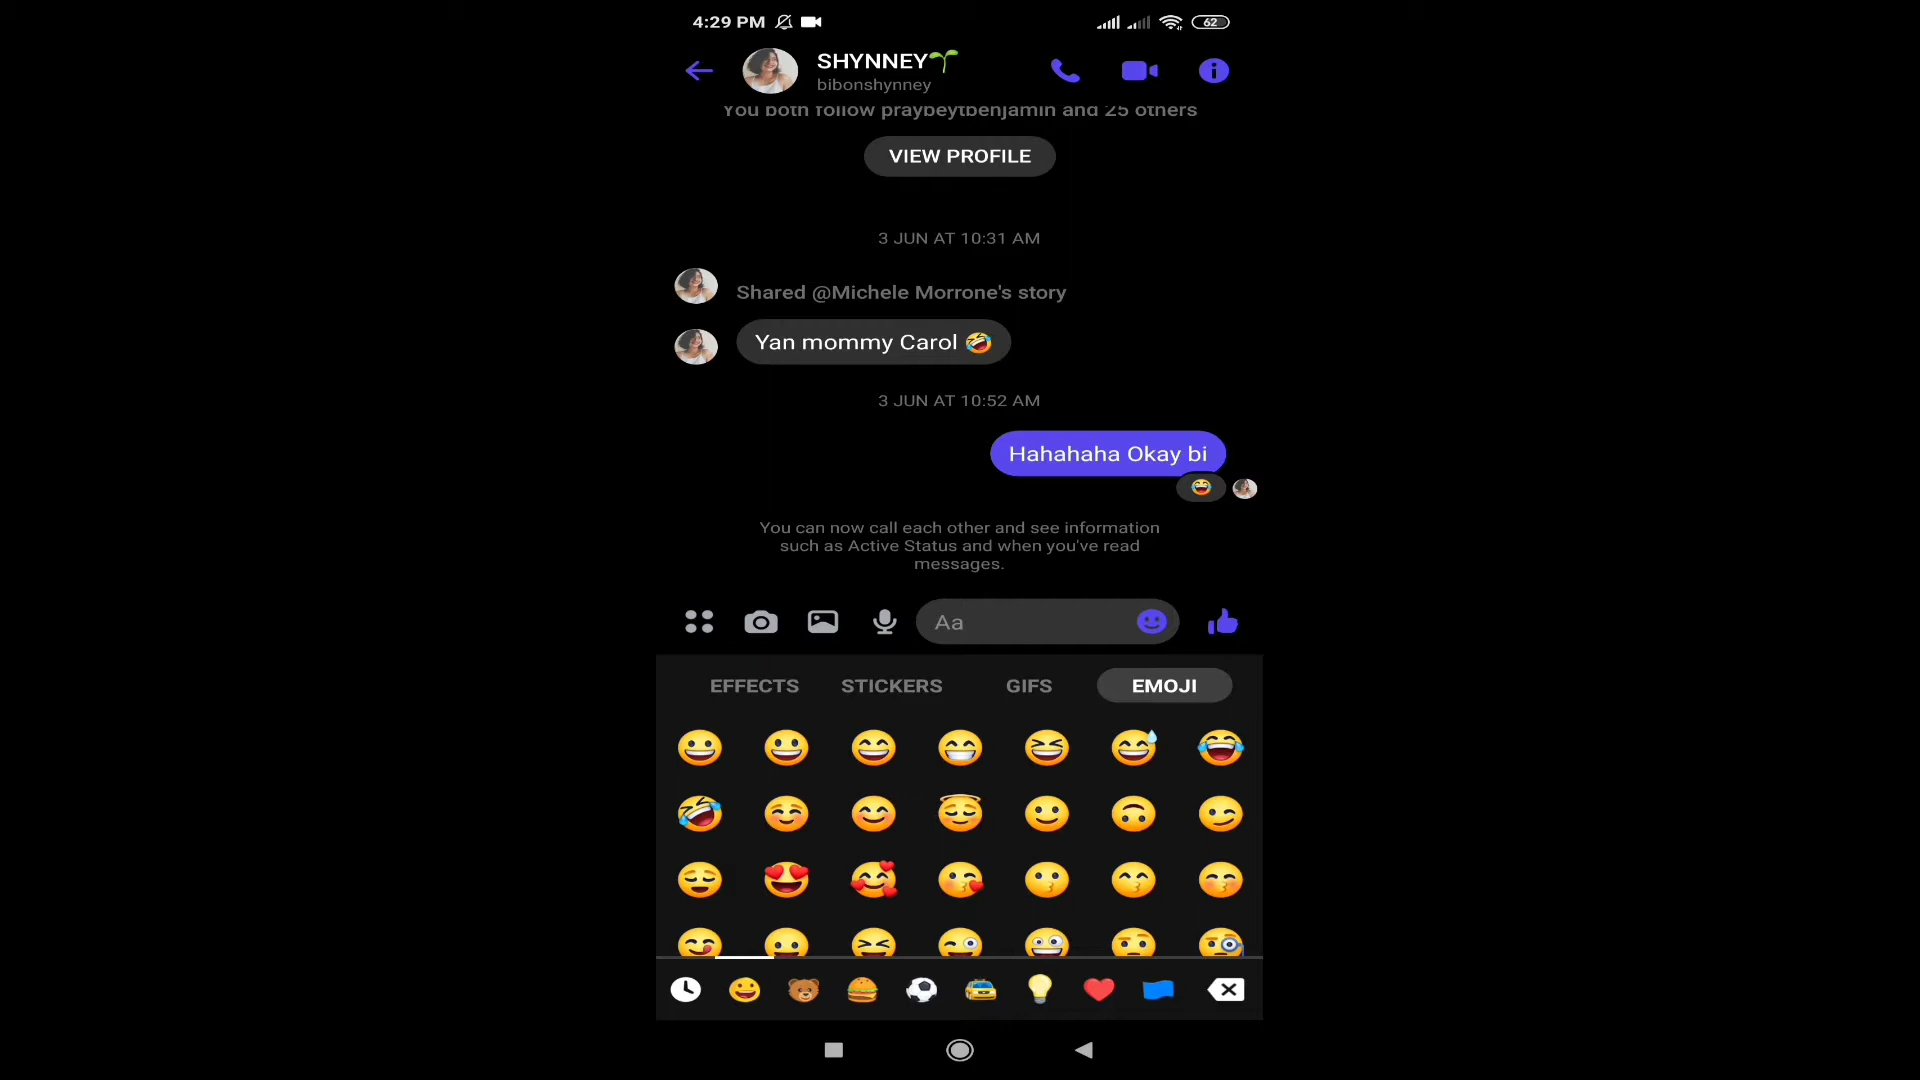 4:29 PM
62
SHYNNEY🌱
bibonshynney
You both follow praybeytbenjamin and 25 others
VIEW PROFILE
3 JUN AT 10:31 AM
Shared @Michele Morrone's story
Yan mommy Carol 🤣
3 JUN AT 10:52 AM
Hahahaha Okay bi
You can now call each other and see information
such as Active Status and when you've read
messages.
Aa
EFFECTS STICKERS GIFS EMOJI